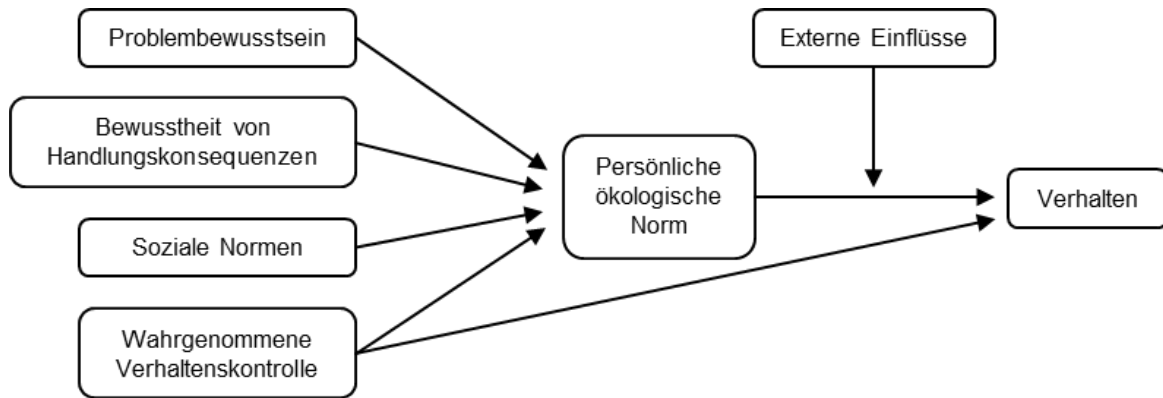 Problembewusstsein
Externe Einflüsse
Bewusstheit von
Handlungskonsequenzen
Persönliche
ökologische
Norm
Verhalten
Soziale Normen
Wahrgenommene
Verhaltenskontrolle